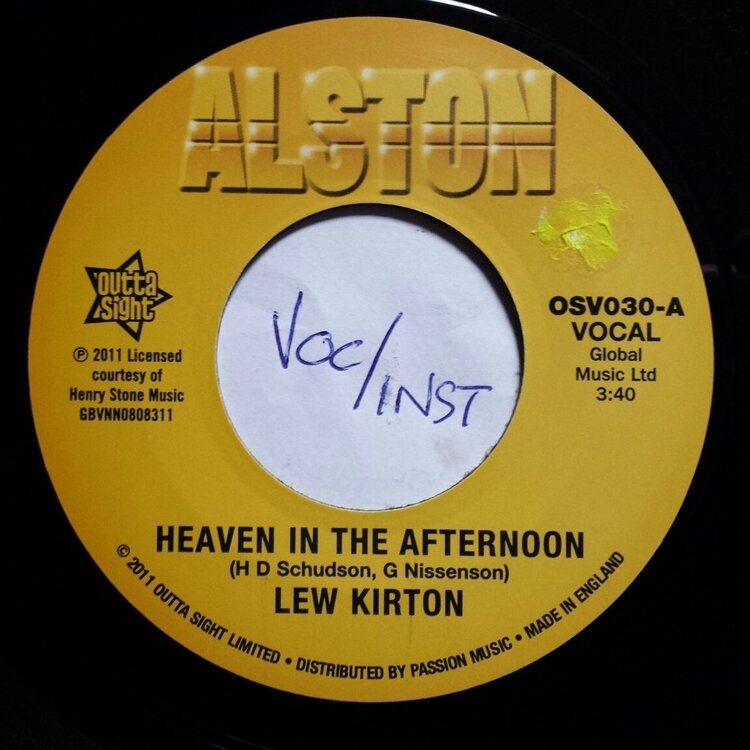 ALSTON
outta
Sight
℗ 2011 Licensed
courtesy of
Henry Stone Music
GBVNN0808311
OSV030-A
VOCAL
Global
Music Ltd
3:40
VOC/INST
HEAVEN IN THE AFTERNOON
(H D Schudson, G Nissenson)
LEW KIRTON
© 2011 OUTTA SIGHT LIMITED • DISTRIBUTED BY PASSION MUSIC • MADE IN ENGLAND